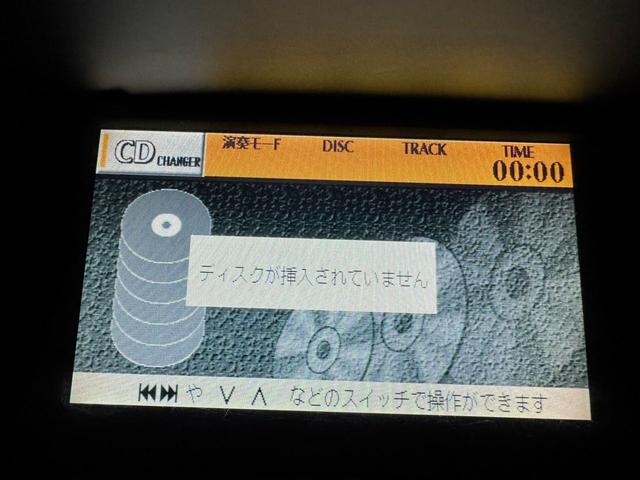 CD CHANGER
演奏モード DISC TRACK TIME
00:00
ディスクが挿入されていません
⏮⏭ や ∨ ∧ などのスイッチで操作ができます